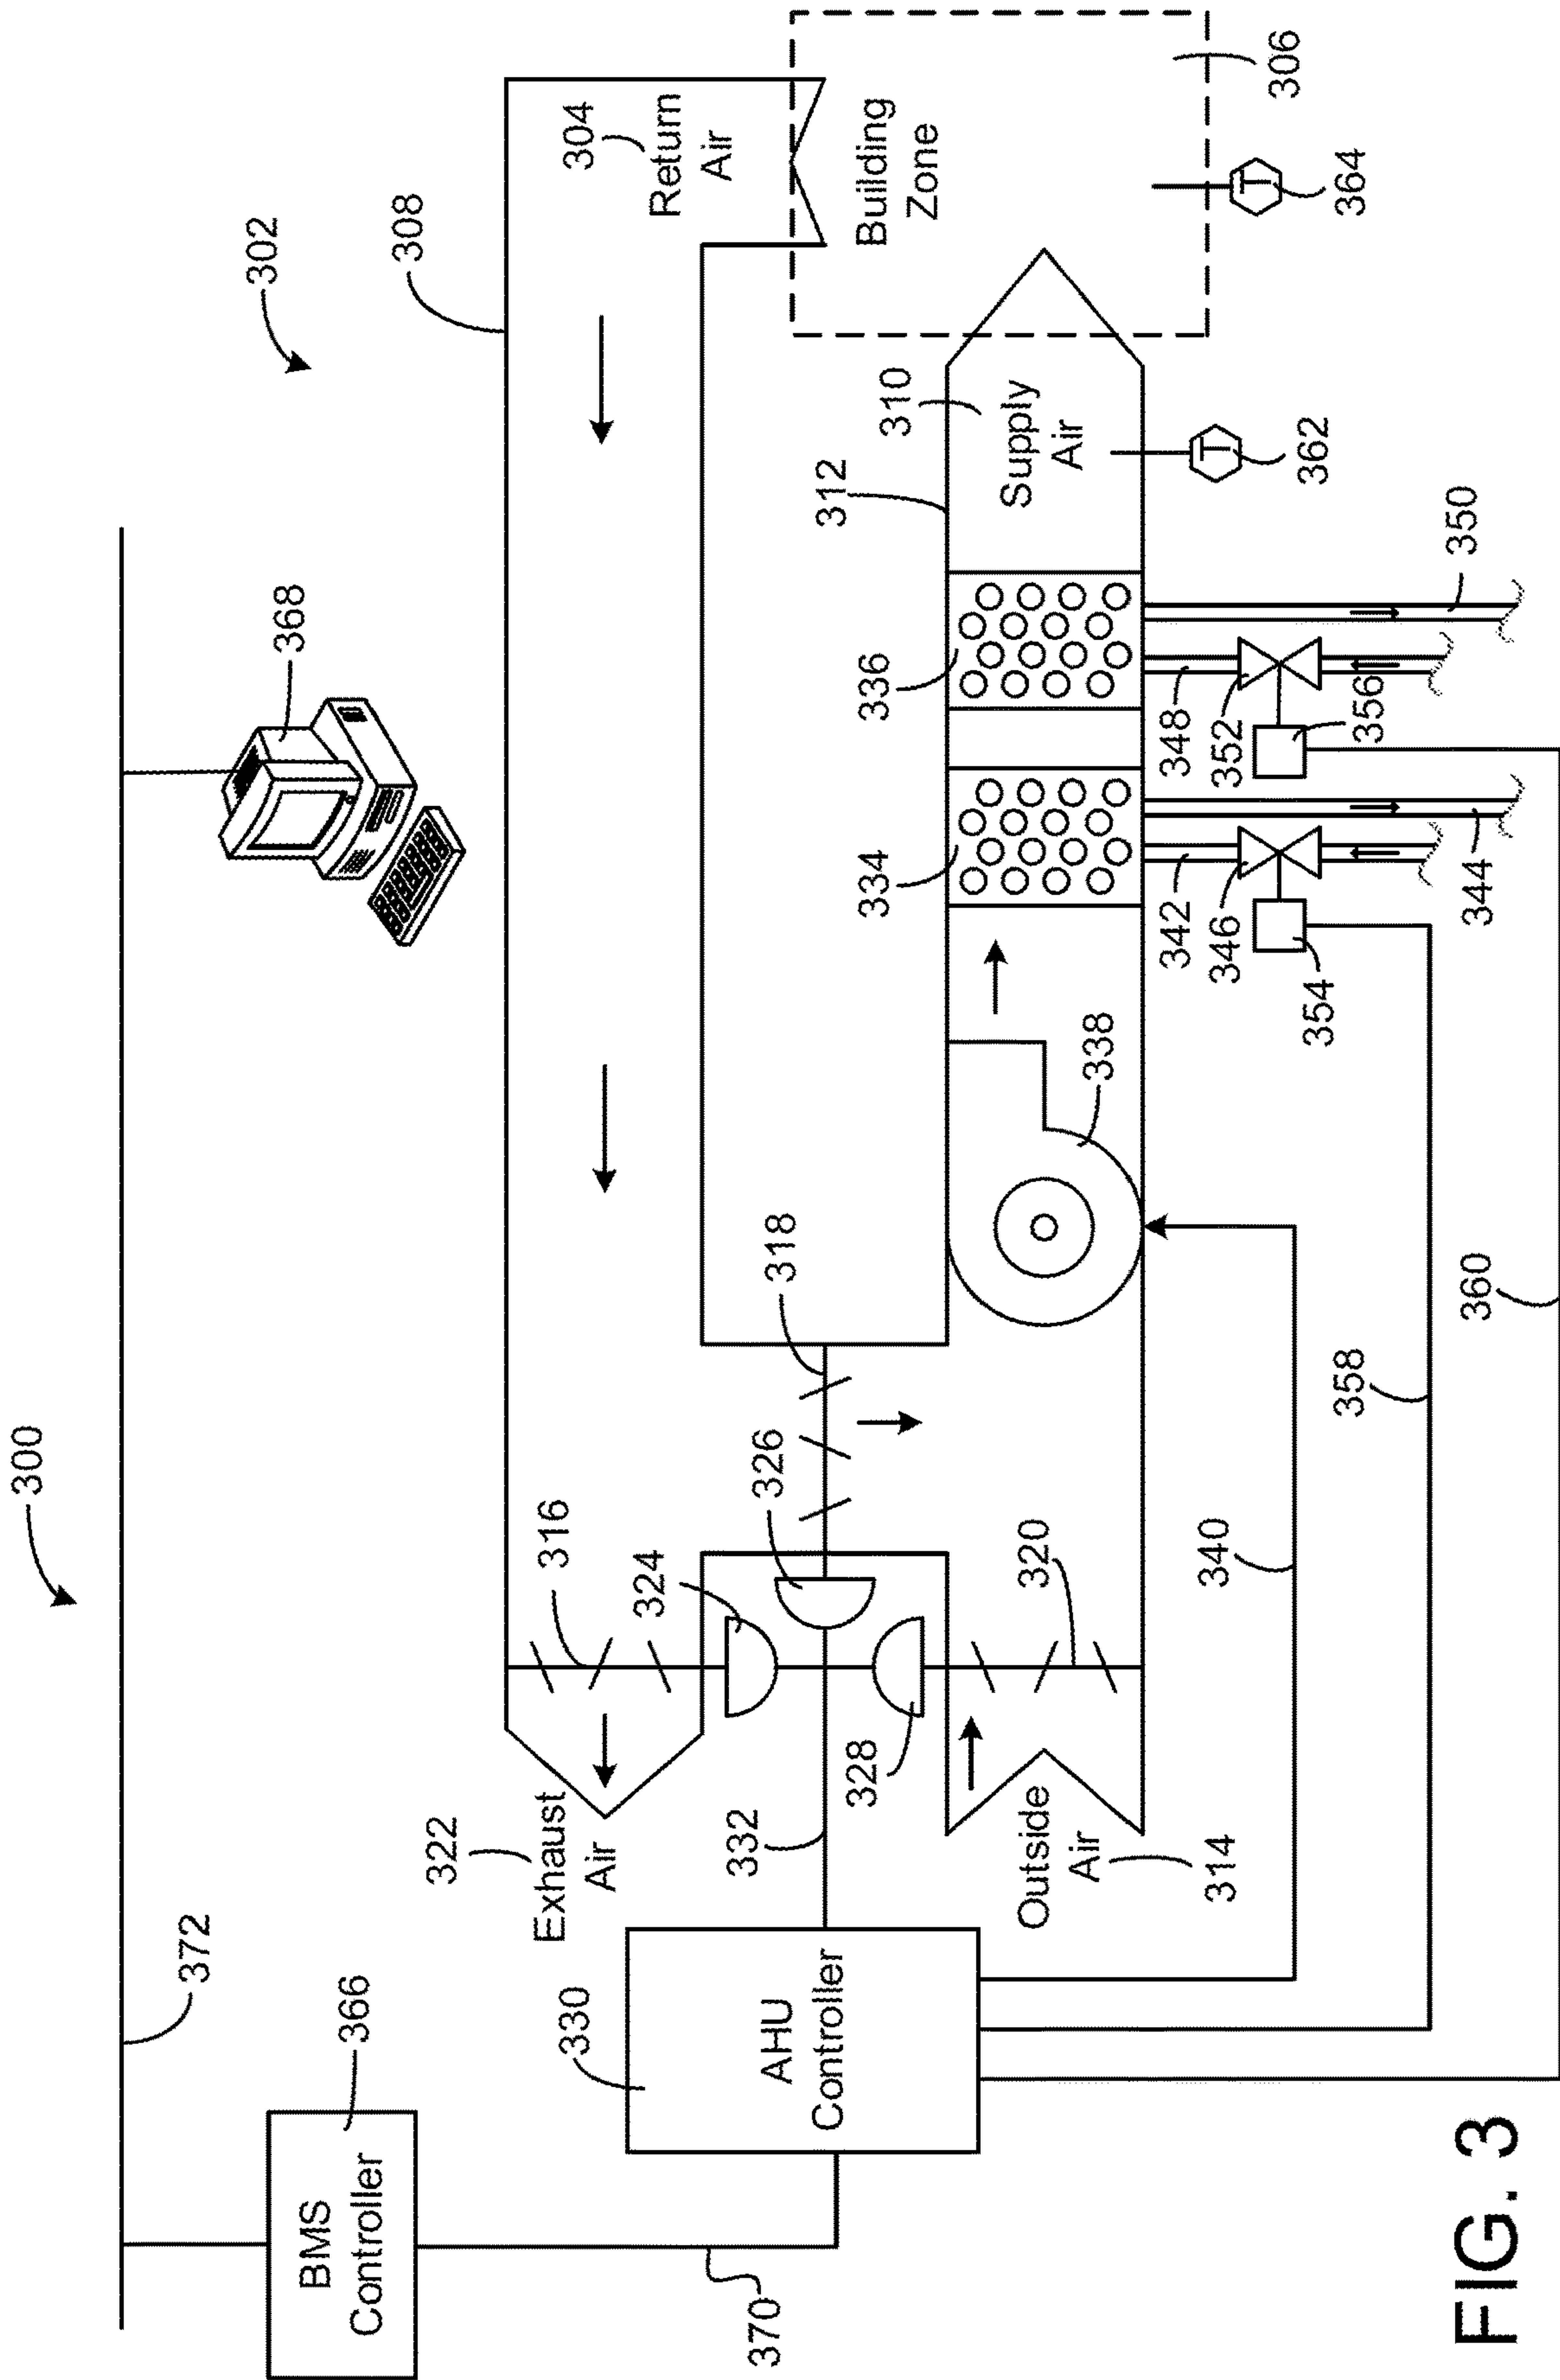 300
372
366
BMS
Controller
370
368
302
308
304
Return
Air
322
Exhaust
Air
316
324
326
318
330
AHU
Controller
332
328
Building
Zone
306
364
T
334
336
312
310
Supply
Air
362
T
338
Outside
Air
314
320
342
346
354
348
352
356
350
344
340
358
360
FIG. 3